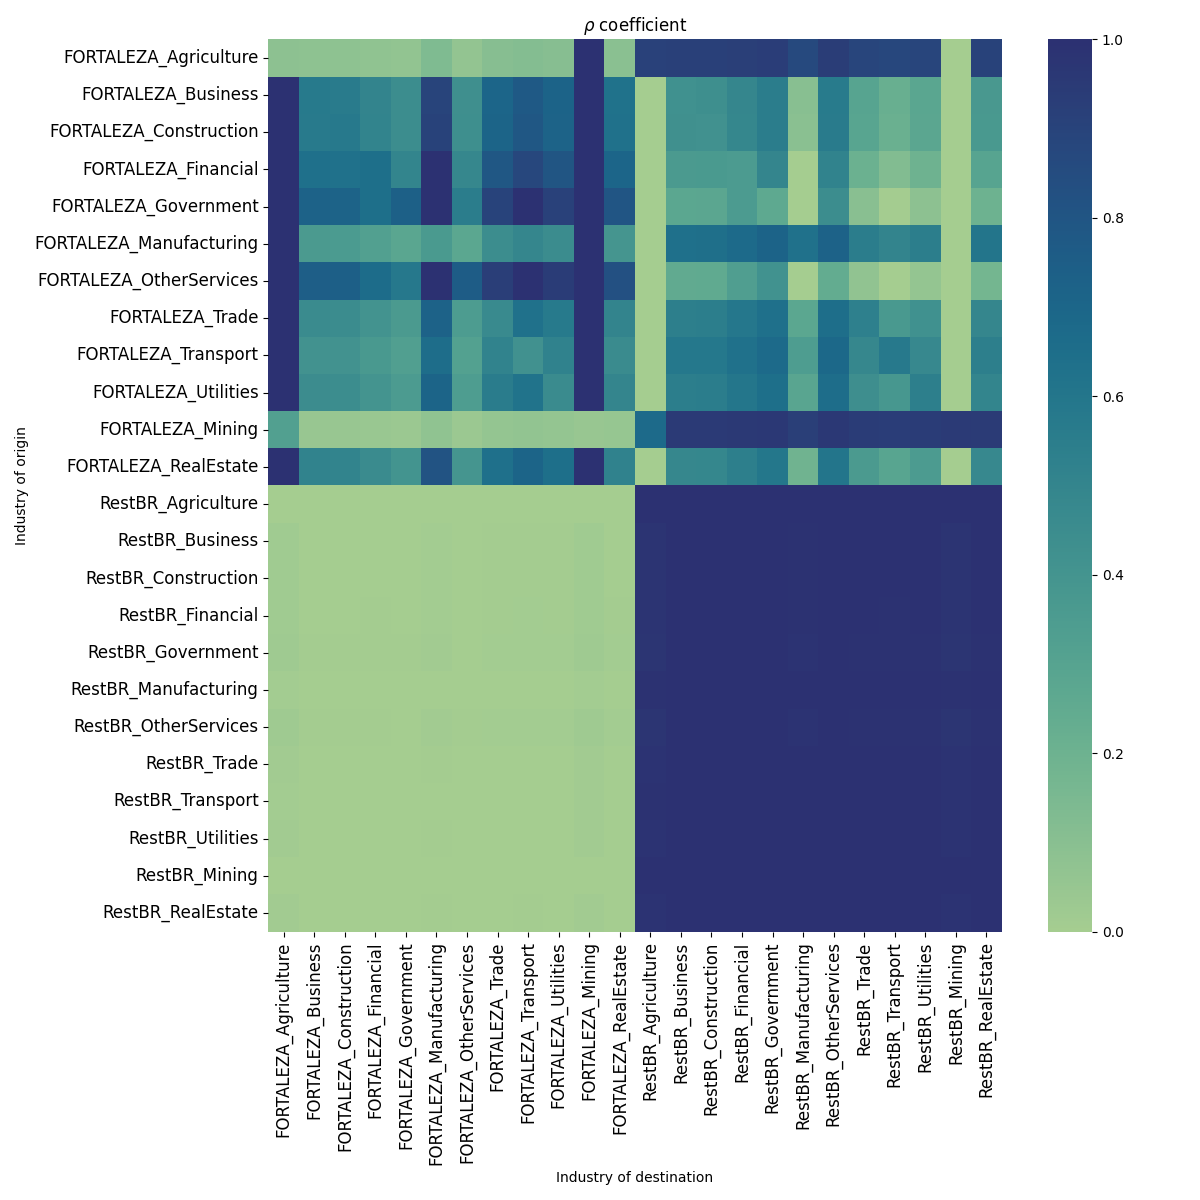 ρ coefficient
FORTALEZA_Agriculture
FORTALEZA_Business
FORTALEZA_Construction
FORTALEZA_Financial
FORTALEZA_Government
FORTALEZA_Manufacturing
FORTALEZA_OtherServices
FORTALEZA_Trade
FORTALEZA_Transport
FORTALEZA_Utilities
FORTALEZA_Mining
FORTALEZA_RealEstate
RestBR_Agriculture
RestBR_Business
RestBR_Construction
RestBR_Financial
RestBR_Government
RestBR_Manufacturing
RestBR_OtherServices
RestBR_Trade
RestBR_Transport
RestBR_Utilities
RestBR_Mining
RestBR_RealEstate
Industry of origin
FORTALEZA_Agriculture
FORTALEZA_Business
FORTALEZA_Construction
FORTALEZA_Financial
FORTALEZA_Government
FORTALEZA_Manufacturing
FORTALEZA_OtherServices
FORTALEZA_Trade
FORTALEZA_Transport
FORTALEZA_Utilities
FORTALEZA_Mining
FORTALEZA_RealEstate
RestBR_Agriculture
RestBR_Business
RestBR_Construction
RestBR_Financial
RestBR_Government
RestBR_Manufacturing
RestBR_OtherServices
RestBR_Trade
RestBR_Transport
RestBR_Utilities
RestBR_Mining
RestBR_RealEstate
Industry of destination
1.0
0.8
0.6
0.4
0.2
0.0